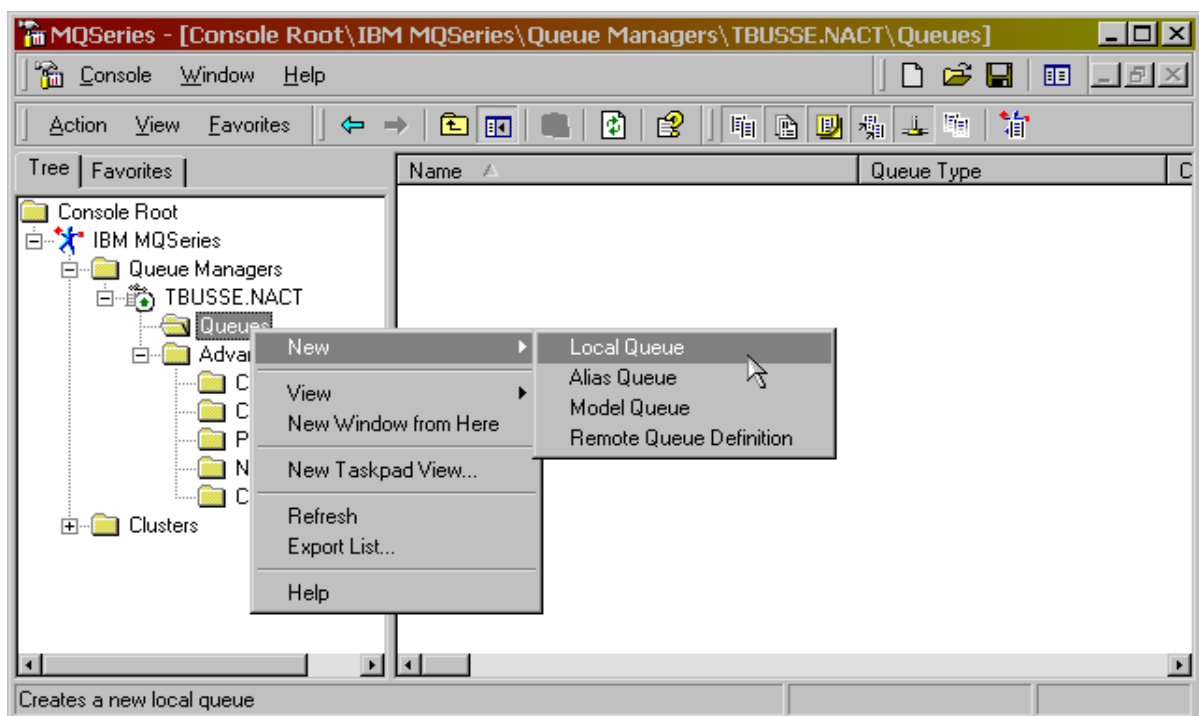 MQSeries - [Console Root\IBM MQSeries\Queue Managers\TBUSSE.NACT\Queues]
Console Window Help
Action View Favorites
Tree Favorites
Name Queue Type C
Console Root
IBM MQSeries
Queue Managers
TBUSSE.NACT
Queues
Advan
C
C
P
N
C
Clusters
New
View
New Window from Here
New Taskpad View...
Refresh
Export List...
Help
Local Queue
Alias Queue
Model Queue
Remote Queue Definition
Creates a new local queue